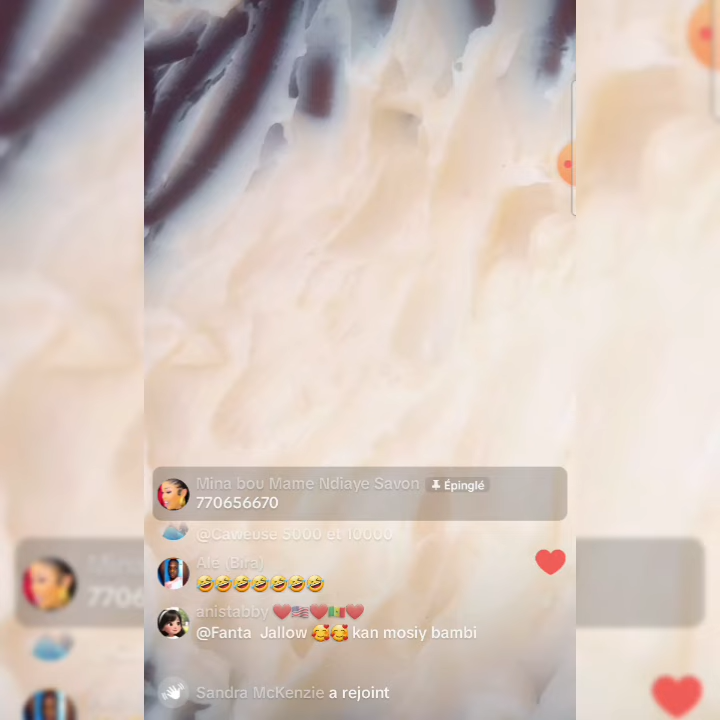 Mina bou Mame Ndiaye Savon Épinglé
770656670
@Caweuse 5000 et 10000
Ale (Bira)
🤣🤣🤣🤣🤣🤣🤣
anistabby ❤️🇺🇸❤️🇸🇳❤️
@Fanta Jallow 🥰🥰 kan mosiy bambi
Sandra McKenzie a rejoint